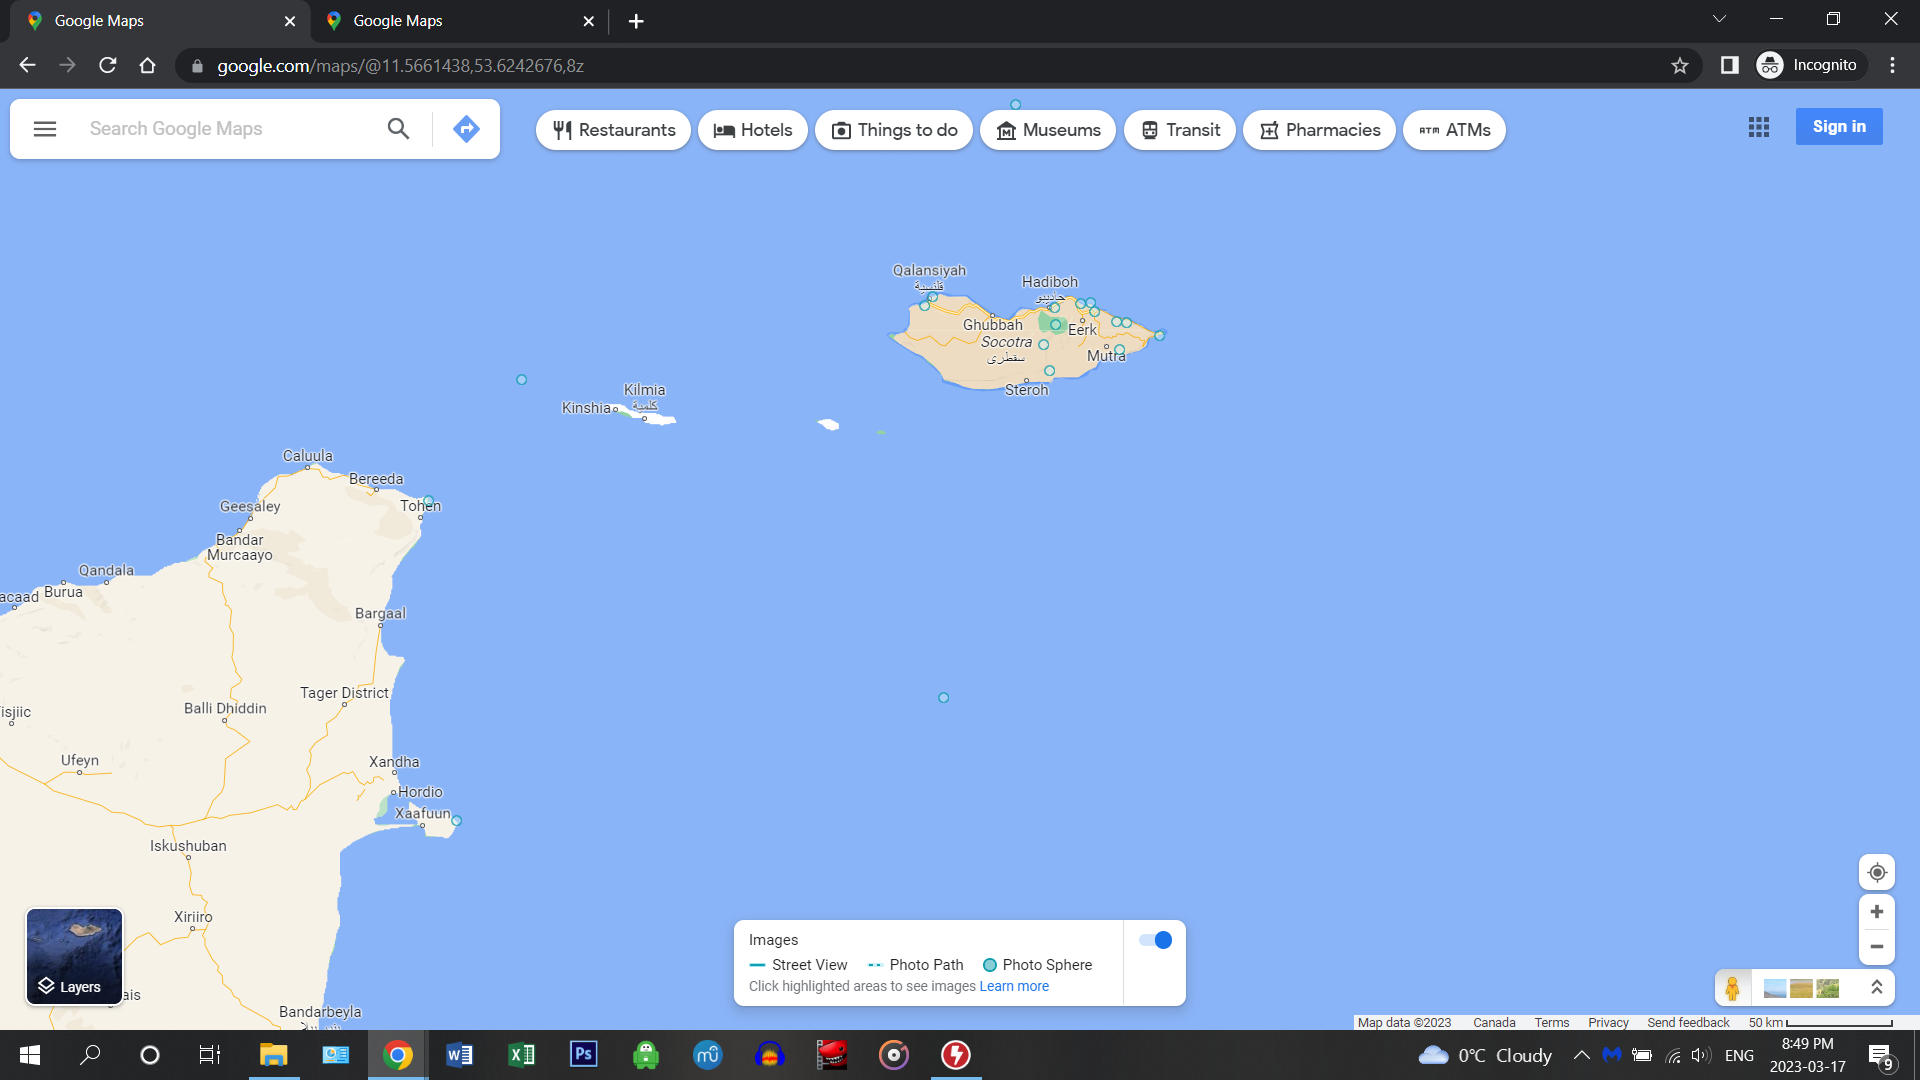 Google Maps
Google Maps
google.com/maps/@11.5661438,53.6242676,8z
Incognito
Search Google Maps
Restaurants
Hotels
Things to do
Museums
Transit
Pharmacies
ATM ATMs
Sign in
Qalansiyah
قلنسية
Hadiboh
حاديبو
Ghubbah
Eerk
Socotra
سقطرى
Mutra
Steroh
Kilmia
كلمية
Kinshia
Caluula
Bereeda
Tohen
Geesaley
Bandar
Murcaayo
Qandala
acaad
Burua
Bargaal
Tager District
Balli Dhiddin
isjiic
Ufeyn
Xandha
Hordio
Xaafuun
Iskushuban
Xiriiro
ais
Bandarbeyla
Layers
Images
Street View
Photo Path
Photo Sphere
Click highlighted areas to see images Learn more
Map data ©2023
Canada
Terms
Privacy
Send feedback
50 km
W
X
Ps
0°C Cloudy
ENG
8:49 PM
2023-03-17
9